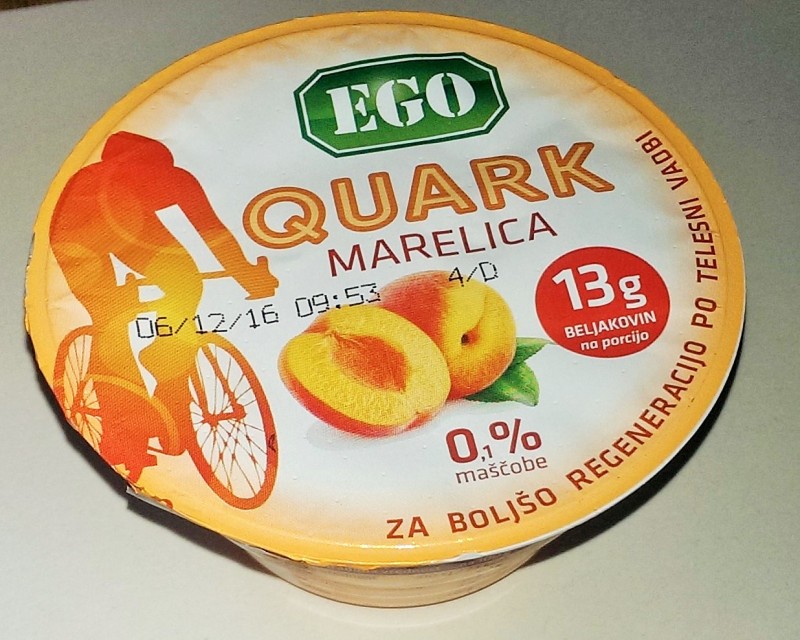 EGO
QUARK
MARELICA
06/12/16 09:53 4/D
13g
BELJAKOVIN
na porcijo
0,1%
maščobe
ZA BOLJŠO REGENERACIJO PO TELESNI VADBI